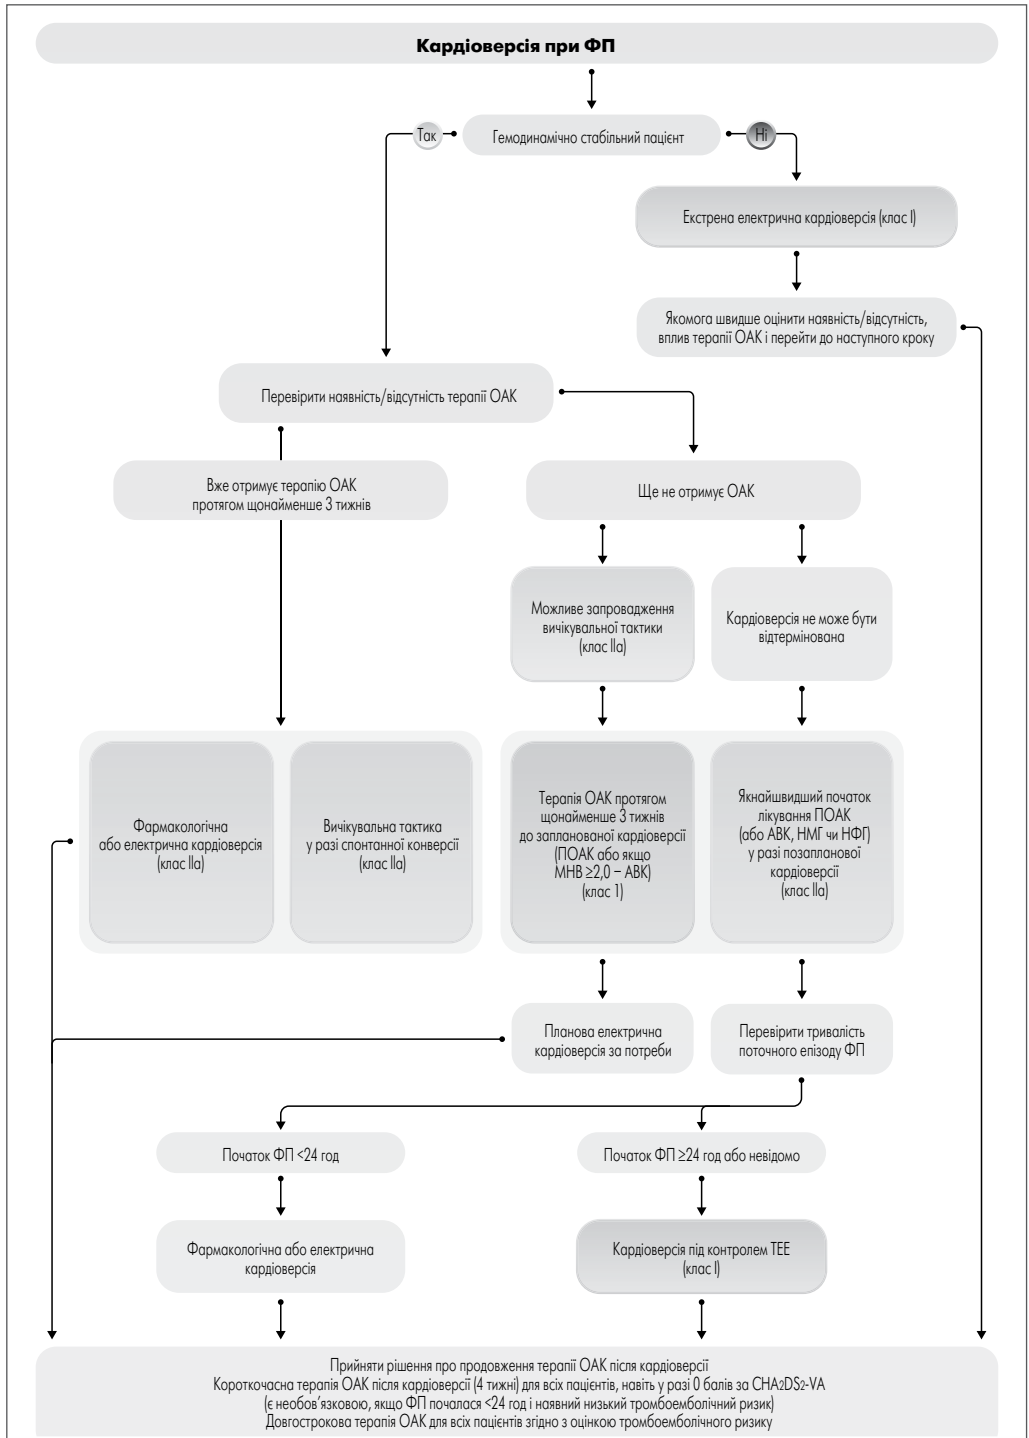 Кардіоверсія при ФП
Так
Гемодинамічно стабільний пацієнт
Ні
Екстрена електрична кардіоверсія (клас I)
Якомога швидше оцінити наявність/відсутність,
вплив терапії ОАК і перейти до наступного кроку
Перевірити наявність/відсутність терапії ОАК
Вже отримує терапію ОАК
протягом щонайменше 3 тижнів
Ще не отримує ОАК
Можливе запровадження
вичікувальної тактики
(клас IIa)
Кардіоверсія не може бути
відтермінована
Фармакологічна
або електрична кардіоверсія
(клас IIa)
Вичікувальна тактика
у разі спонтанної конверсії
(клас IIa)
Терапія ОАК протягом
щонайменше 3 тижнів
до запланованої кардіоверсії
(ПОАК або якщо
МНВ ≥2,0 – АВК)
(клас 1)
Якнайшвидший початок
лікування ПОАК
(або АВК, НМГ чи НФГ)
у разі позапланової
кардіоверсії
(клас IIa)
Планова електрична
кардіоверсія за потреби
Перевірити тривалість
поточного епізоду ФП
Початок ФП <24 год
Початок ФП ≥24 год або невідомо
Фармакологічна або електрична
кардіоверсія
Кардіоверсія під контролем ТЕЕ
(клас I)
Прийняти рішення про продовження терапії ОАК після кардіоверсії
Короткочасна терапія ОАК після кардіоверсії (4 тижні) для всіх пацієнтів, навіть у разі 0 балів за CHA2DS2-VA
(є необов’язковою, якщо ФП почалася <24 год і наявний низький тромбоемболічний ризик)
Довгострокова терапія ОАК для всіх пацієнтів згідно з оцінкою тромбоемболічного ризику